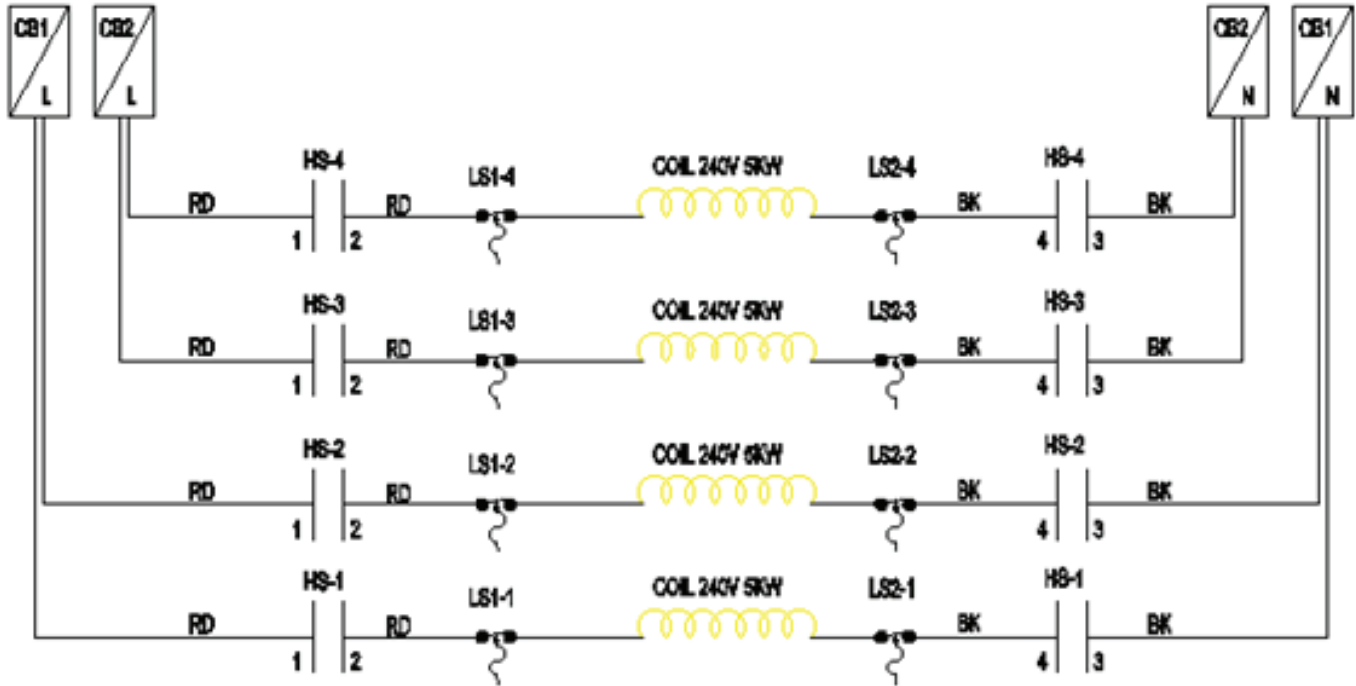 CB1 CB2 CB2 CB1
L L N N
HS-4 LS1-4 COIL 240V 5KW LS2-4 HS-4
RD RD BK BK
1 2 4 3
HS-3 LS1-3 COIL 240V 5KW LS2-3 HS-3
RD RD BK BK
1 2 4 3
HS-2 LS1-2 COIL 240V 5KW LS2-2 HS-2
RD RD BK BK
1 2 4 3
HS-1 LS1-1 COIL 240V 5KW LS2-1 HS-1
RD RD BK BK
1 2 4 3